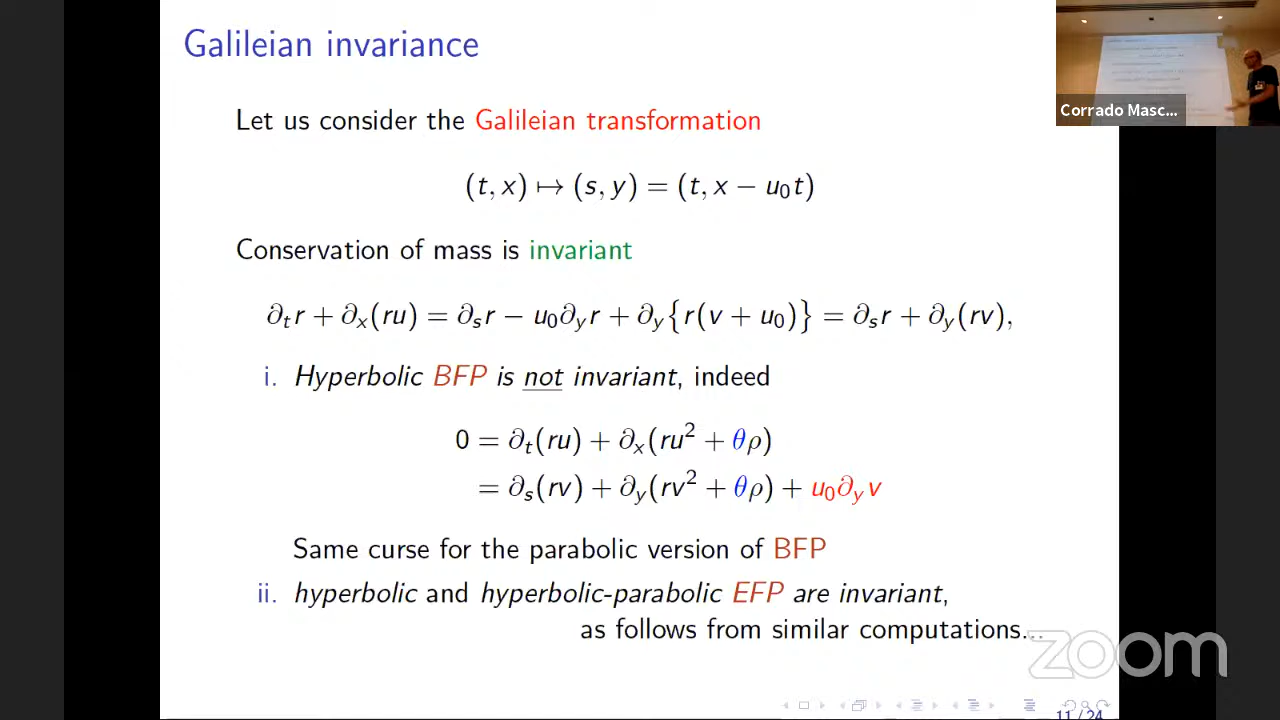 Galileian invariance
Corrado Masc...
Let us consider the Galileian transformation
(t, x) ↦ (s, y) = (t, x − u₀t)
Conservation of mass is invariant
∂ₜr + ∂ₓ(ru) = ∂ₛr − u₀∂ᵧr + ∂ᵧ{r(v + u₀)} = ∂ₛr + ∂ᵧ(rv),
i. Hyperbolic BFP is not invariant, indeed
0 = ∂ₜ(ru) + ∂ₓ(ru² + θρ)
= ∂ₛ(rv) + ∂ᵧ(rv² + θρ) + u₀∂ᵧv
Same curse for the parabolic version of BFP
ii. hyperbolic and hyperbolic-parabolic EFP are invariant,
as follows from similar computations...
zoom
11 / 24